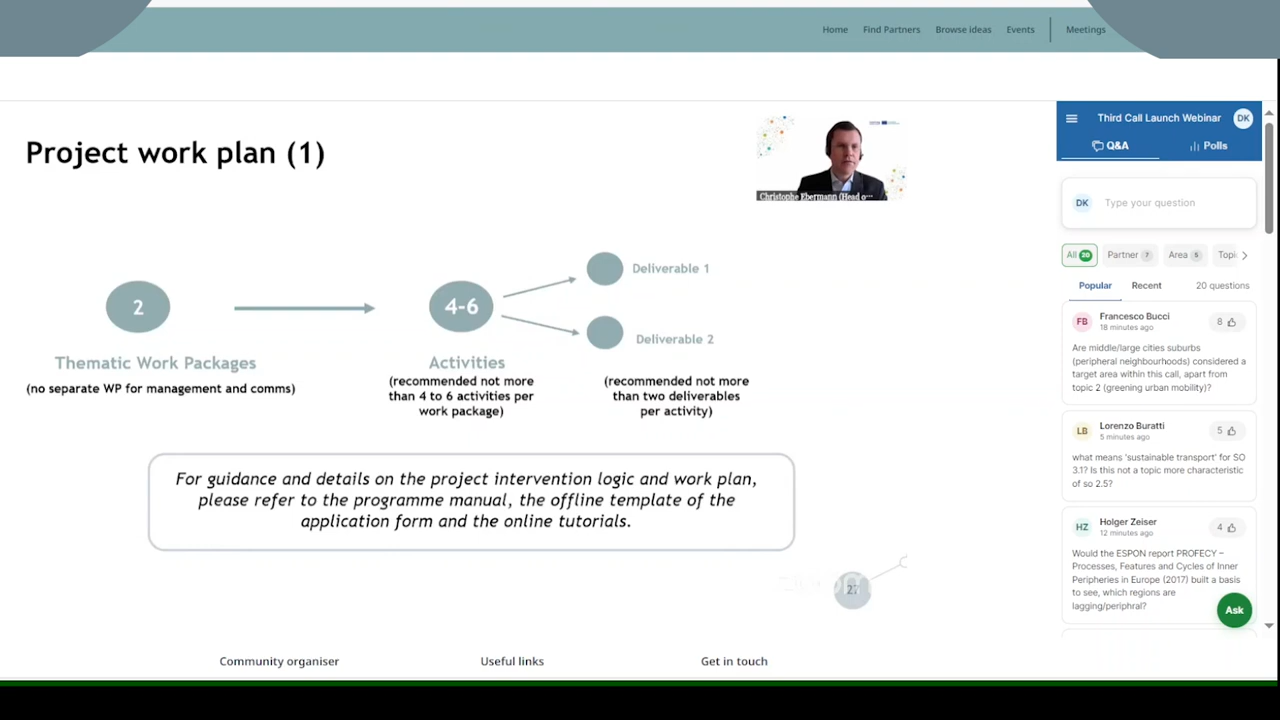 Home Find Partners Browse ideas Events Meetings
Project work plan (1)
Christophe Ebermann (Head o...
2
4-6
Deliverable 1
Deliverable 2
Thematic Work Packages
(no separate WP for management and comms)
Activities
(recommended not more
than 4 to 6 activities per
work package)
(recommended not more
than two deliverables
per activity)
For guidance and details on the project intervention logic and work plan,
please refer to the programme manual, the offline template of the
application form and the online tutorials.
27
Third Call Launch Webinar DK
Q&A Polls
DK Type your question
All 20 Partner 7 Area 5 Topi
Popular Recent 20 questions
FB Francesco Bucci 8
18 minutes ago
Are middle/large cities suburbs
(peripheral neighbourhoods) considered a
target area within this call, apart from
topic 2 (greening urban mobility)?
LB Lorenzo Buratti 5
5 minutes ago
what means 'sustainable transport' for SO
3.1? Is this not a topic more characteristic
of so 2.5?
HZ Holger Zeiser 4
12 minutes ago
Would the ESPON report PROFECY –
Processes, Features and Cycles of Inner
Peripheries in Europe (2017) built a basis
to see, which regions are
lagging/periphral?
Ask
Community organiser Useful links Get in touch